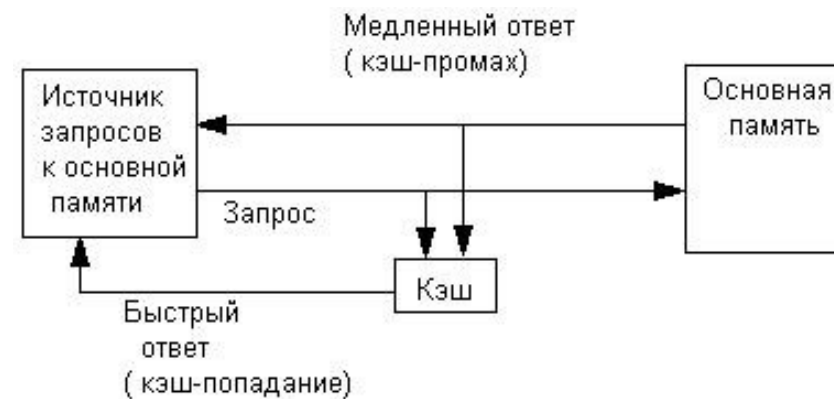 Медленный ответ
( кэш-промах)
Источник
запросов
к основной
памяти
Основная
память
Запрос
Кэш
Быстрый
ответ
( кэш-попадание)